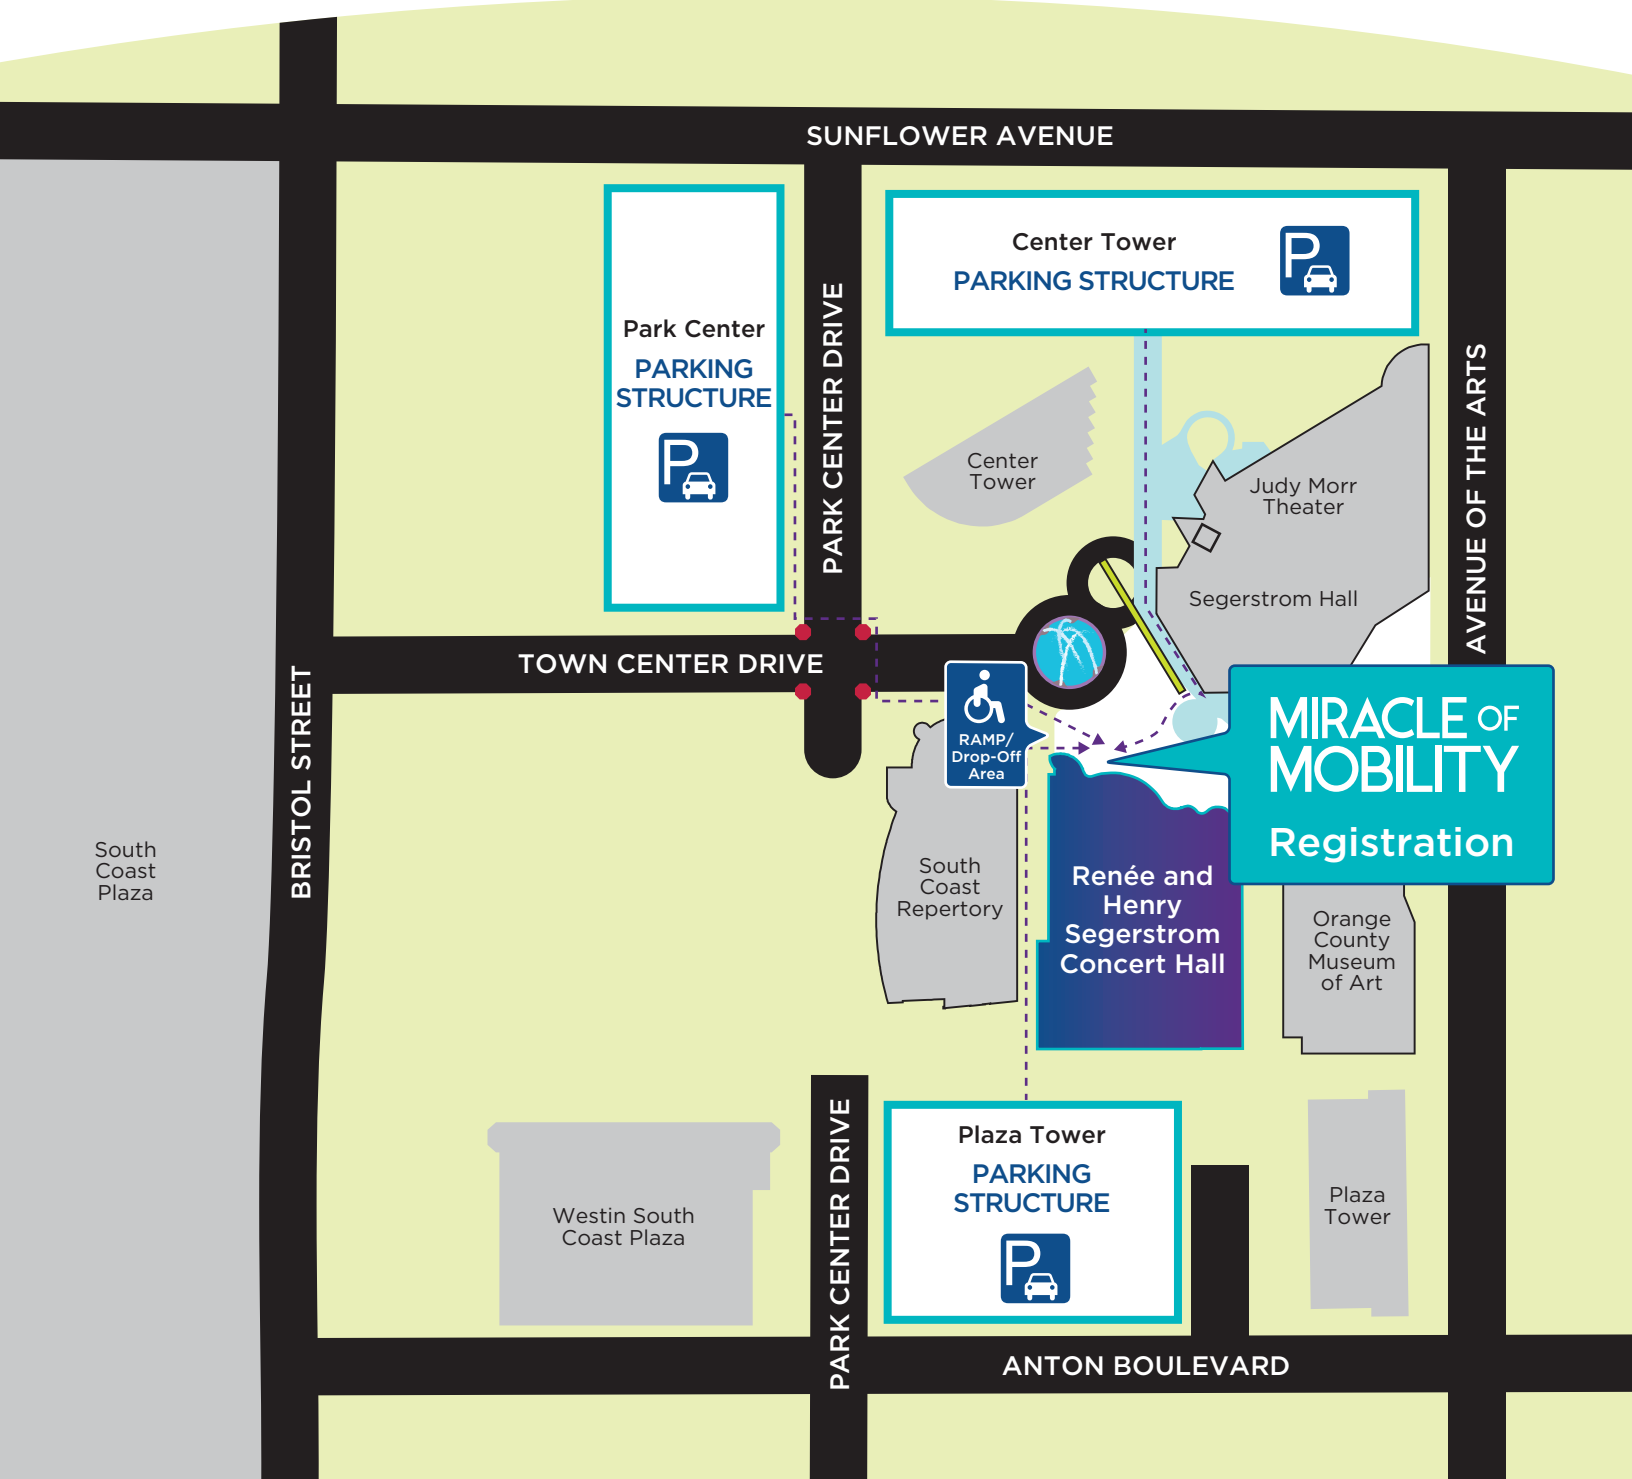 SUNFLOWER AVENUE
Center Tower
PARKING STRUCTURE
P
Park Center
PARKING
STRUCTURE
P
PARK CENTER DRIVE
AVENUE OF THE ARTS
Center
Tower
Judy Morr
Theater
Segerstrom Hall
TOWN CENTER DRIVE
BRISTOL STREET
RAMP/
Drop-Off
Area
MIRACLE OF
MOBILITY
Registration
South
Coast
Plaza
South
Coast
Repertory
Renée and
Henry
Segerstrom
Concert Hall
Orange
County
Museum
of Art
PARK CENTER DRIVE
Plaza Tower
PARKING
STRUCTURE
P
Westin South
Coast Plaza
Plaza
Tower
ANTON BOULEVARD